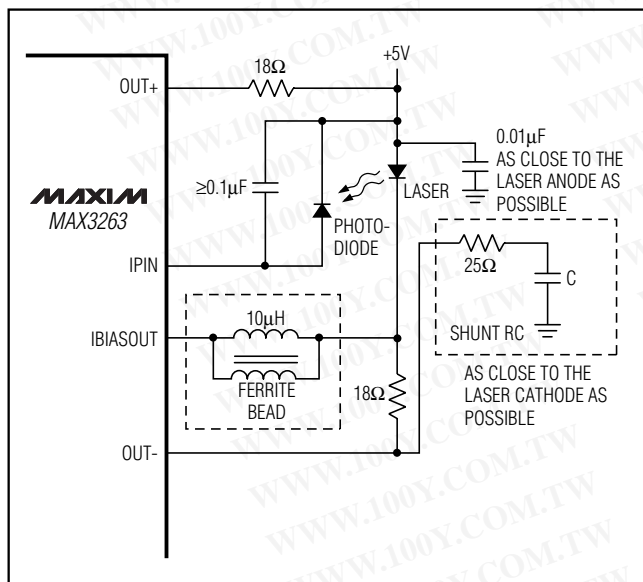 WWW.100Y.COM.TW
+5V
18Ω
OUT+
0.01µF
AS CLOSE TO THE
LASER ANODE AS
POSSIBLE
≥0.1µF
LASER
MAXIM
MAX3263
PHOTO-
DIODE
IPIN
25Ω
C
10µH
SHUNT RC
IBIASOUT
FERRITE
BEAD
18Ω
AS CLOSE TO THE
LASER CATHODE AS
POSSIBLE
OUT-